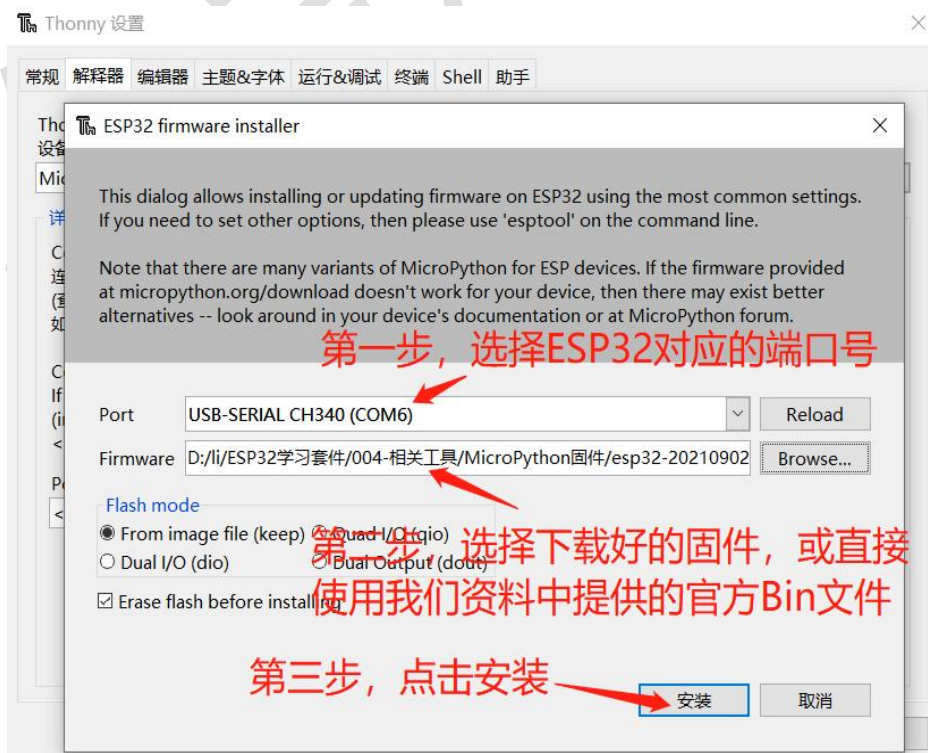 Thonny 设置
常规 解释器 编辑器 主题&字体 运行&调试 终端 Shell 助手
ESP32 firmware installer
This dialog allows installing or updating firmware on ESP32 using the most common settings.
If you need to set other options, then please use 'esptool' on the command line.
Note that there are many variants of MicroPython for ESP devices. If the firmware provided
at micropython.org/download doesn't work for your device, then there may exist better
alternatives -- look around in your device's documentation or at MicroPython forum.
第一步，选择ESP32对应的端口号
Port USB-SERIAL CH340 (COM6) Reload
Firmware D:/li/ESP32学习套件/004-相关工具/MicroPython固件/esp32-20210902 Browse...
Flash mode
From image file (keep) Quad I/O (qio)
Dual I/O (dio) Dual Output (dout)
第二步，选择下载好的固件，或直接
使用我们资料中提供的官方Bin文件
Erase flash before installing
第三步，点击安装
安装 取消